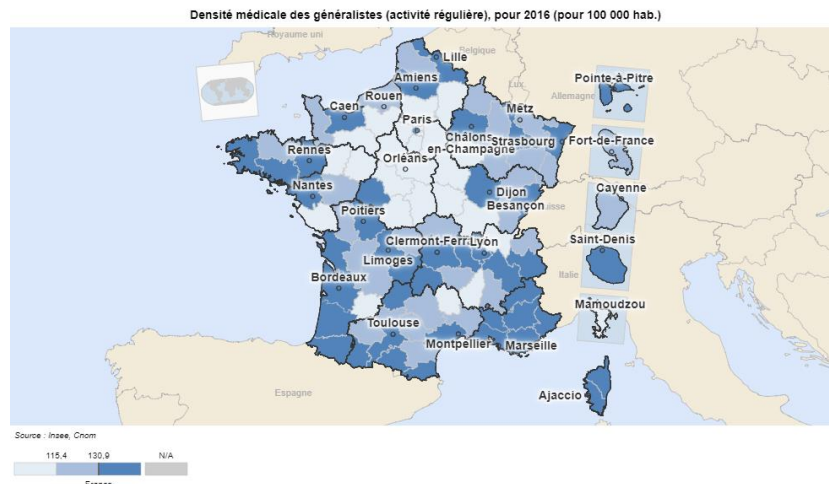 Densité médicale des généralistes (activité régulière), pour 2016 (pour 100 000 hab.)
Royaume uni
Belgique
Lille
Amiens
Lux
Pointe-à-Pitre
Allemagne
Rouen
Caen
Metz
Paris
Châlons
en-Champagne
Strasbourg
Fort-de-France
Rennes
Orléans
Nantes
Dijon
Besançon
Cayenne
Suisse
Poitiers
Clermont-Ferr
Lyon
Saint-Denis
Limoges
Italie
Bordeaux
Mamoudzou
Toulouse
Montpellier
Marseille
Espagne
Ajaccio
Source : Insee, Cnom
115.4 130.9 N/A
France